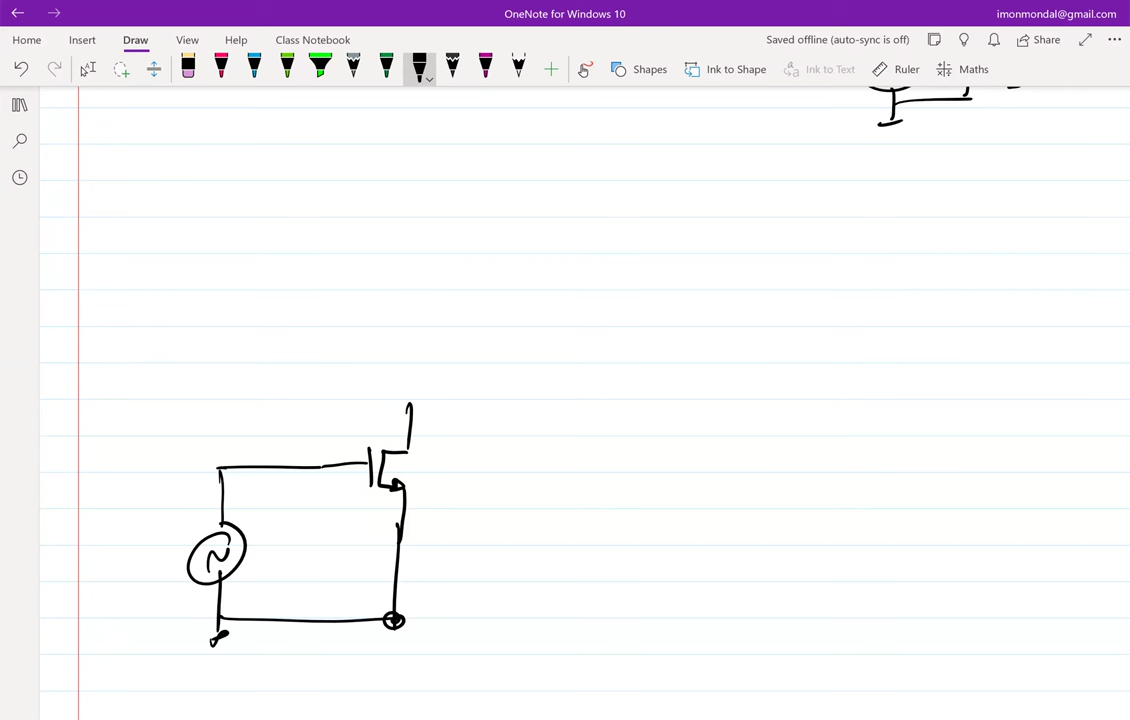 OneNote for Windows 10
imonmondal@gmail.com
Home Insert Draw View Help Class Notebook
Saved offline (auto-sync is off) Share
Shapes Ink to Shape Ink to Text Ruler Maths